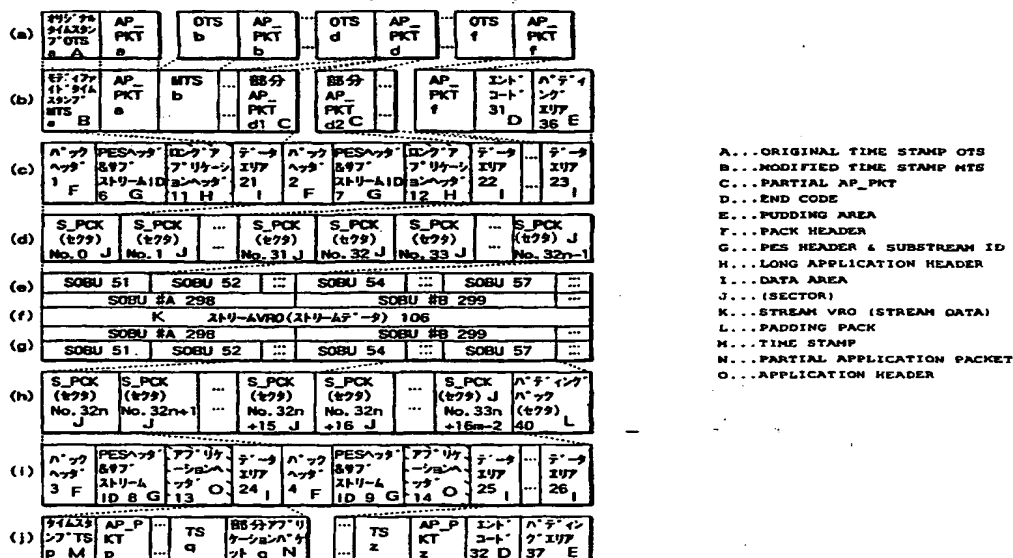 (a) オリジナルタイムスタンプOTS a A AP_PKT a OTS b AP_PKT b … OTS d AP_PKT d … OTS f AP_PKT f
(b) モディファイドタイムスタンプMTS a B AP_PKT a MTS b … 部分AP_PKT d1 C 部分AP_PKT d2 C … AP_PKT f エンドコード 31 D パディングエリア 36 E
(c) パックヘッダ 1 F PESヘッダ&サブストリームID 6 G ロングアプリケーションヘッダ 11 H データエリア 21 I パックヘッダ 2 F PESヘッダ&サブストリームID 7 G ロングアプリケーションヘッダ 12 H データエリア 22 I … データエリア 23 I
(d) S_PCK (セクタ) No.0 J S_PCK (セクタ) No.1 J … S_PCK (セクタ) No.31 J S_PCK (セクタ) No.32 J S_PCK (セクタ) No.33 J … S_PCK (セクタ) J No.32n-1
(e) SOBU 51 SOBU 52 … SOBU 54 … SOBU 57 …
SOBU #A 298 SOBU #B 299 …
(f) K ストリームVRO(ストリームデータ) 106
SOBU #A 298 SOBU #B 299 …
(g) SOBU 51 SOBU 52 … SOBU 54 … SOBU 57 …
(h) S_PCK (セクタ) No.32n J S_PCK (セクタ) No.32n+1 J … S_PCK (セクタ) No.32n+15 J S_PCK (セクタ) No.32n+16 J … S_PCK (セクタ) J No.33n+16m-2 パディングパック (セクタ) 40 L
(i) パックヘッダ 3 F PESヘッダ&サブストリームID 8 G アプリケーションヘッダ 13 O データエリア 24 I パックヘッダ 4 F PESヘッダ&サブストリームID 9 G アプリケーションヘッダ 14 O データエリア 25 I … データエリア 26 I
(j) タイムスタンプTS p M AP_PKT p … TS q 部分アプリケーションパケット q N … TS z AP_PKT z エンドコード 32 D パディングエリア 37 E
A...ORIGINAL TIME STAMP OTS
B...MODIFIED TIME STAMP MTS
C...PARTIAL AP_PKT
D...END CODE
E...PUDDING AREA
F...PACK HEADER
G...PES HEADER & SUBSTREAM ID
H...LONG APPLICATION HEADER
I...DATA AREA
J...(SECTOR)
K...STREAM VRO (STREAM DATA)
L...PADDING PACK
M...TIME STAMP
N...PARTIAL APPLICATION PACKET
O...APPLICATION HEADER